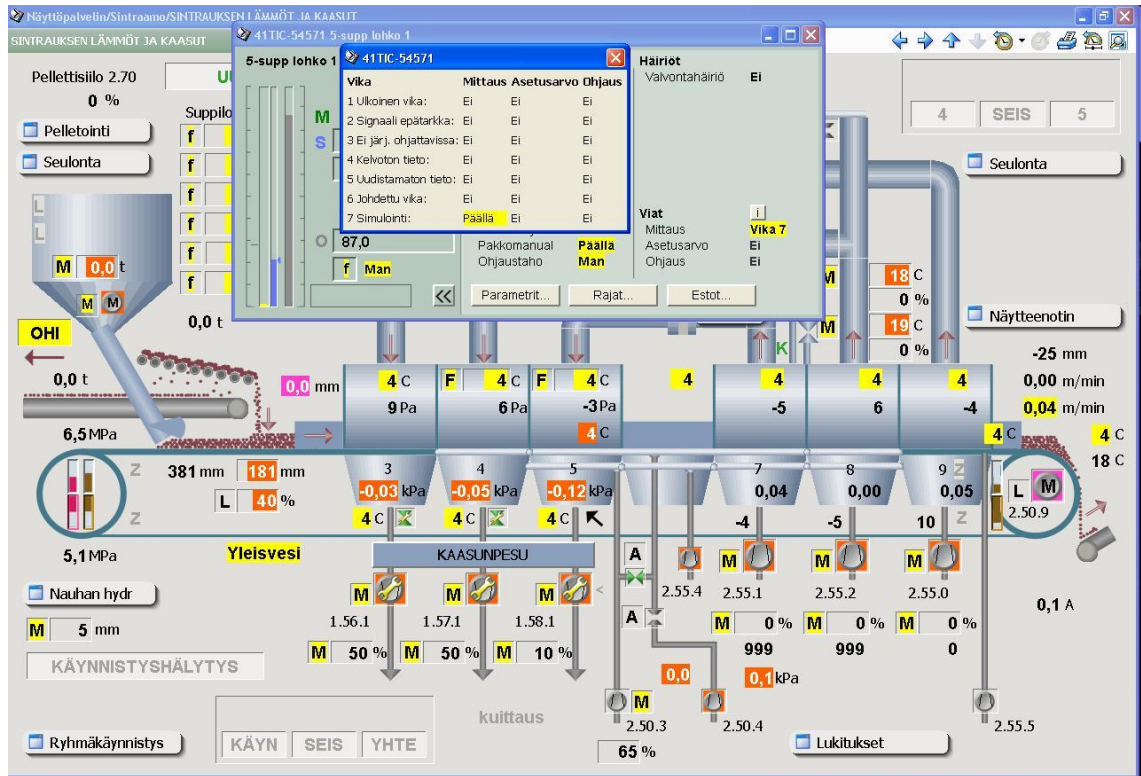 Näyttöpalvelin/Sintraamo/SINTRAUKSEN LÄMMÖT JA KAASUT
SINTRAUKSEN LÄMMÖT JA KAASUT
41TIC-54571 5-supp lohko 1
5-supp lohko 1
41TIC-54571
Vika Mittaus Asetusarvo Ohjaus
1 Ulkoinen vika: Ei Ei Ei
2 Signaali epätarkka: Ei Ei Ei
3 Ei järj. ohjattavissa: Ei Ei Ei
4 Kelvoton tieto: Ei Ei Ei
5 Uudistamaton tieto: Ei Ei Ei
6 Johdettu vika: Ei Ei Ei
7 Simulointi: Päällä Ei Ei
Häiriöt
Valvontahäiriö Ei
Viat i
Mittaus Vika 7
Asetusarvo Ei
Ohjaus Ei
M
S
O 87,0
f Man
Pakkomanual Päällä
Ohjaustaho Man
<< Parametrit... Rajat... Estot...
Pellettisiilo 2.70
0 %
Pelletointi
Seulonta
f
f
f
f
f
f
0,0 t
4 SEIS 5
Seulonta
Näytteenotin
L
L
M 0,0 t
M M
OHI
0,0 t
6,5 MPa
M 18 C
0 %
M 19 C
0 %
K
-25 mm
0,00 m/min
0,04 m/min
0,0 mm
4 C F 4 C F 4 C 4 4 4 4
9 Pa 6 Pa -3 Pa -5 6 -4
4 C 4 C 4 C
18 C
Z 381 mm 181 mm
L 40 %
Z
3 4 5 7 8 9 Z
-0,03 kPa -0,05 kPa -0,12 kPa 0,04 0,00 0,05
L M
2.50.9
4 C 4 C 4 C -4 -5 10 Z
5,1 MPa
Yleisvesi
KAASUNPESU
A
M M M
1.56.1 1.57.1 1.58.1
M 50 % M 50 % M 10 %
<
A
2.55.4
M M M
2.55.1 2.55.2 2.55.0
M 0 % M 0 % M 0 %
999 999 0
0,1 A
Nauhan hydr
M 5 mm
KÄYNNISTYSHÄLYTYS
0,0 0,1 kPa
kuittaus
M
2.50.3 2.50.4 2.55.5
65 %
Ryhmäkäynnistys
KÄYN SEIS YHTE
Lukitukset